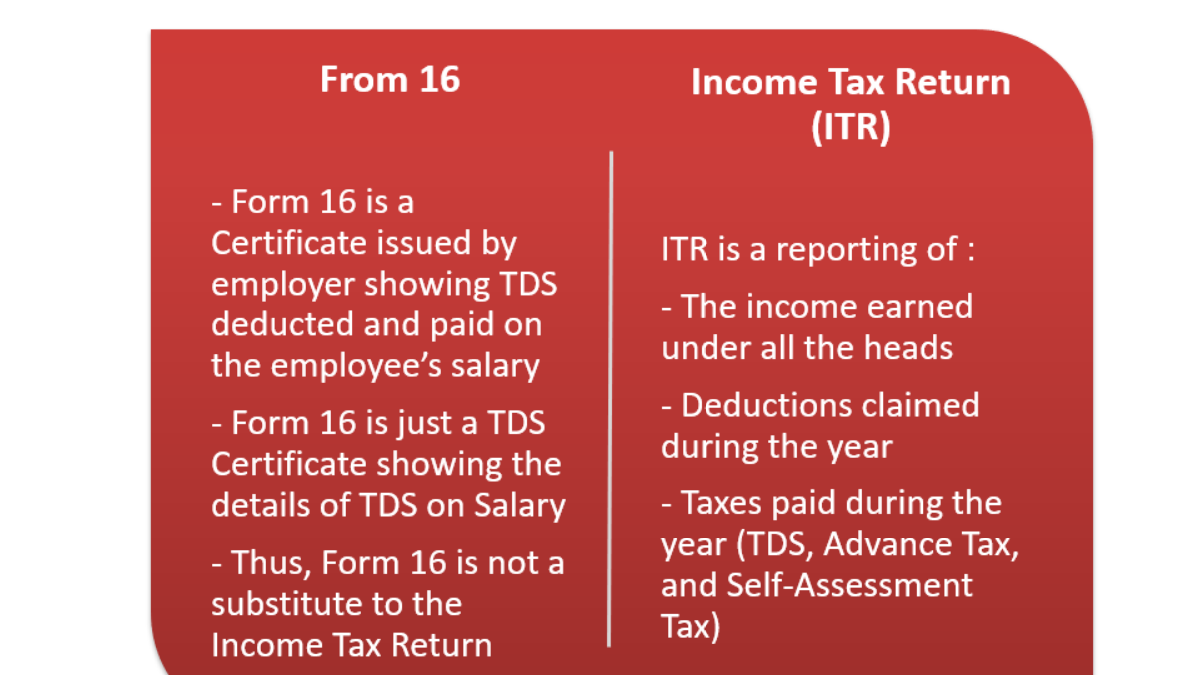 From 16
- Form 16 is a
Certificate issued by
employer showing TDS
deducted and paid on
the employee’s salary
- Form 16 is just a TDS
Certificate showing the
details of TDS on Salary
- Thus, Form 16 is not a
substitute to the
Income Tax Return
Income Tax Return
(ITR)
ITR is a reporting of :
- The income earned
under all the heads
- Deductions claimed
during the year
- Taxes paid during the
year (TDS, Advance Tax,
and Self-Assessment
Tax)